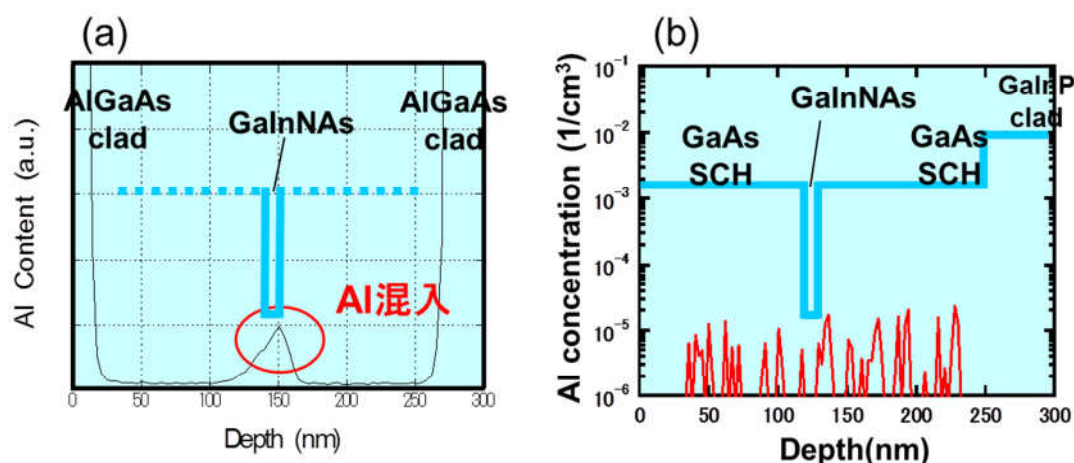 (a)
AlGaAs
clad
GaInNAs
AlGaAs
clad
Al混入
Al Content (a.u.)
0 50 100 150 200 250 300
Depth (nm)
(b)
Al concentration (1/cm³)
10⁻¹
10⁻²
10⁻³
10⁻⁴
10⁻⁵
10⁻⁶
GaInNAs
GaInP
clad
GaAs
SCH
GaAs
SCH
0 50 100 150 200 250 300
Depth(nm)